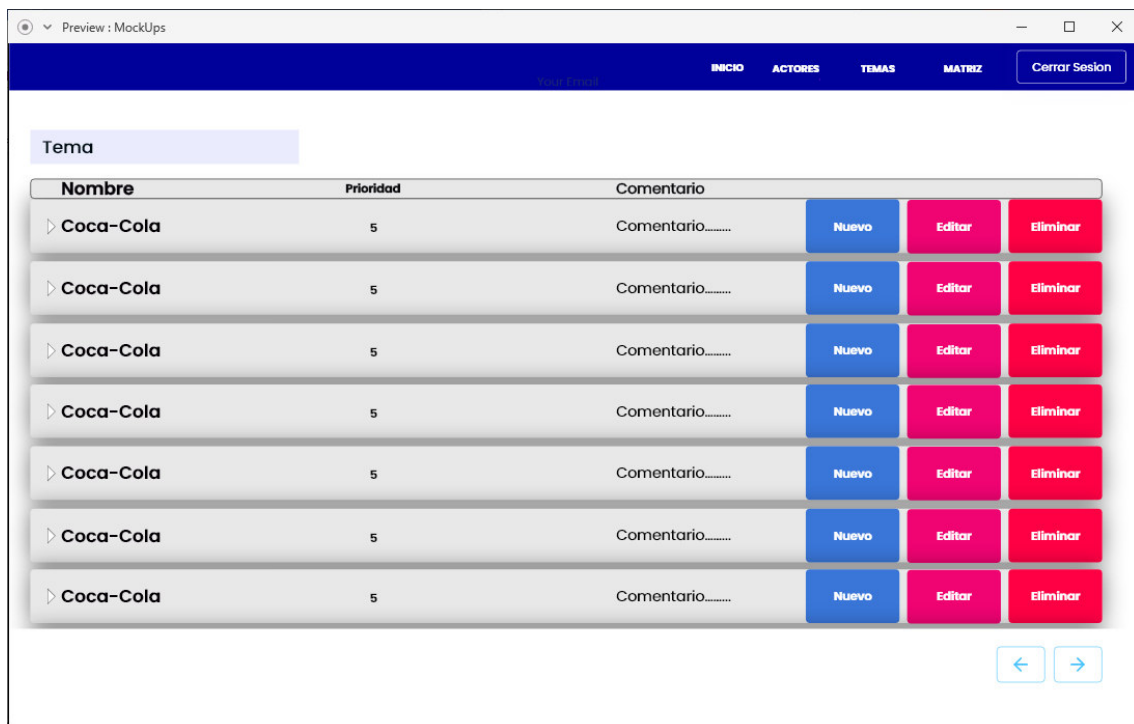 Preview : MockUps
INICIO ACTORES TEMAS MATRIZ Cerrar Sesion
Your Email
Tema
Nombre Prioridad Comentario
Coca-Cola 5 Comentario......... Nuevo Editar Eliminar
Coca-Cola 5 Comentario......... Nuevo Editar Eliminar
Coca-Cola 5 Comentario......... Nuevo Editar Eliminar
Coca-Cola 5 Comentario......... Nuevo Editar Eliminar
Coca-Cola 5 Comentario......... Nuevo Editar Eliminar
Coca-Cola 5 Comentario......... Nuevo Editar Eliminar
Coca-Cola 5 Comentario......... Nuevo Editar Eliminar